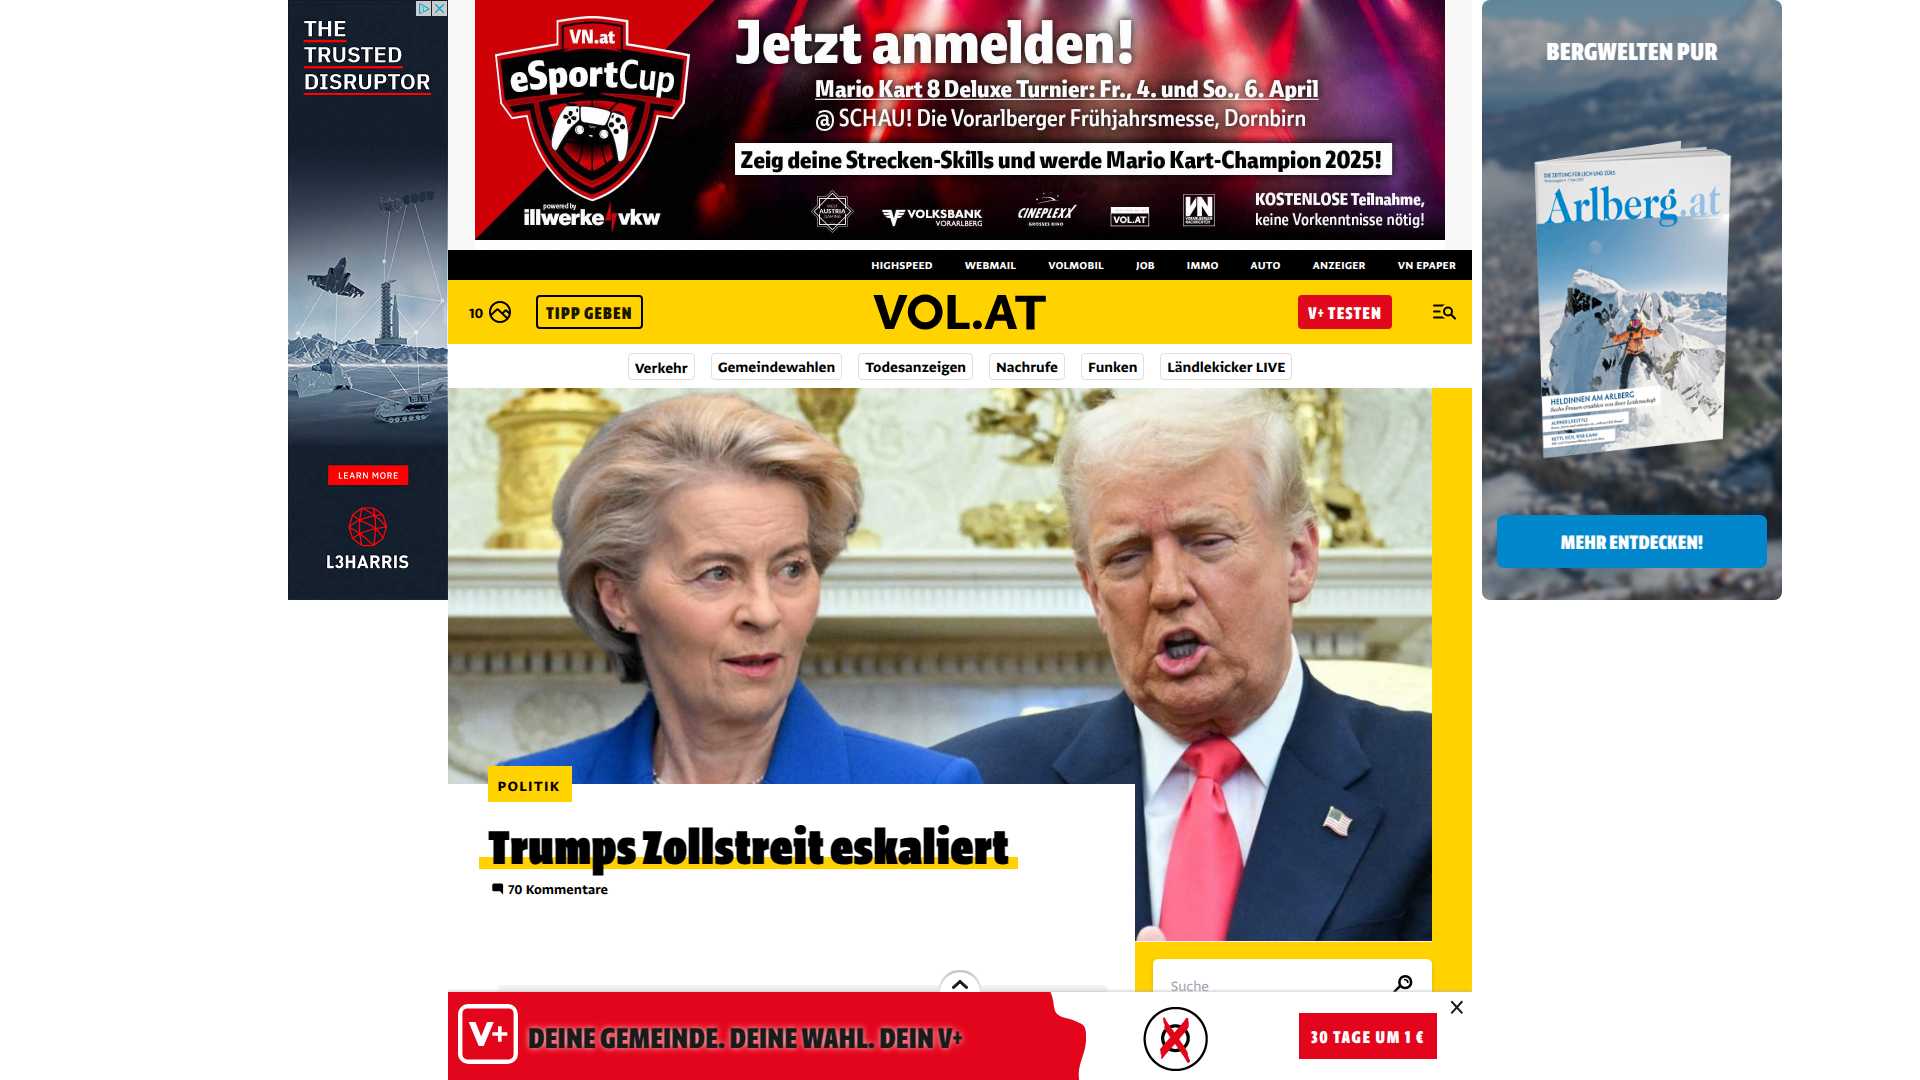 THE
TRUSTED
DISRUPTOR
LEARN MORE
L3HARRIS
VN.at
eSportCup
powered by
illwerke vkw
Jetzt anmelden!
Mario Kart 8 Deluxe Turnier: Fr., 4. und So., 6. April
@ SCHAU! Die Vorarlberger Frühjahrsmesse, Dornbirn
Zeig deine Strecken-Skills und werde Mario Kart-Champion 2025!
AUSTRIA
VOLKSBANK
VORARLBERG
CINEPLEXX
VOL.AT
VN
KOSTENLOSE Teilnahme,
keine Vorkenntnisse nötig!
BERGWELTEN PUR
Arlberg.at
HELDINNEN AM ARLBERG
MEHR ENTDECKEN!
HIGHSPEED WEBMAIL VOLMOBIL JOB IMMO AUTO ANZEIGER VN EPAPER
10 TIPP GEBEN VOL.AT V+ TESTEN
Verkehr Gemeindewahlen Todesanzeigen Nachrufe Funken Ländlekicker LIVE
POLITIK
Trumps Zollstreit eskaliert
70 Kommentare
Suche
V+ DEINE GEMEINDE. DEINE WAHL. DEIN V+ 30 TAGE UM 1 €